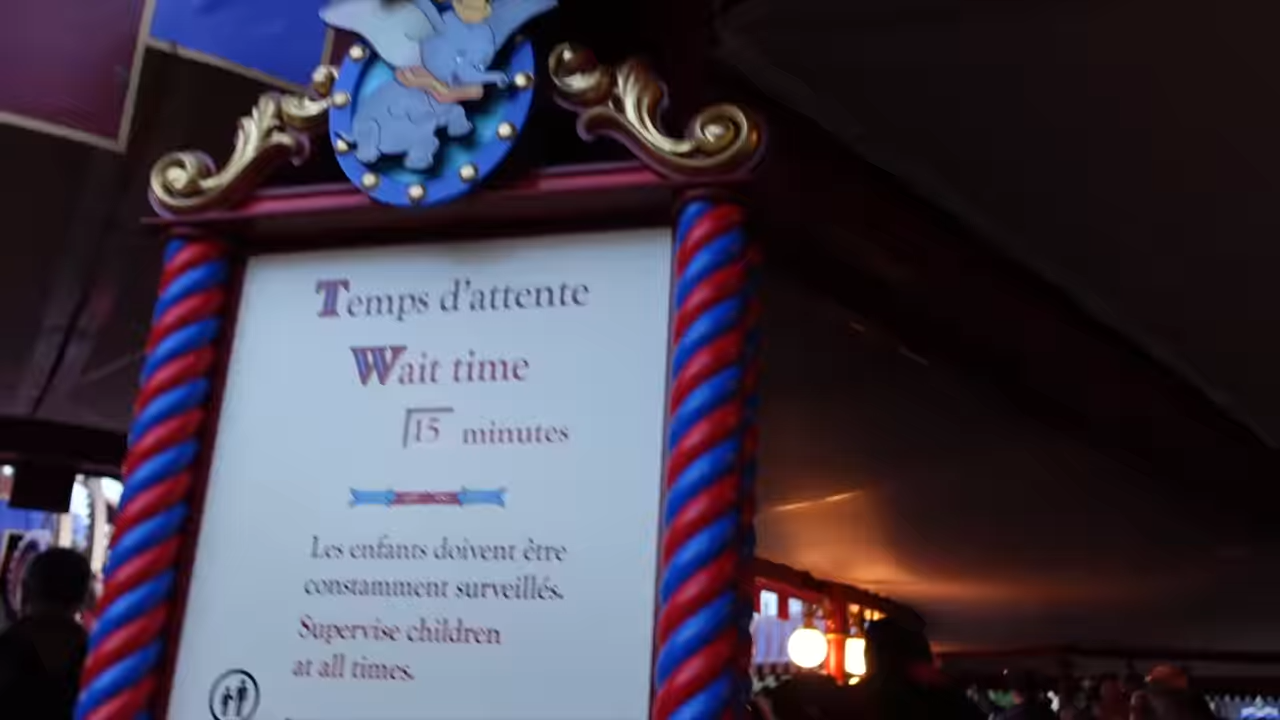 Temps d'attente
Wait time
15 minutes
Les enfants doivent être
constamment surveillés.
Supervise children
at all times.